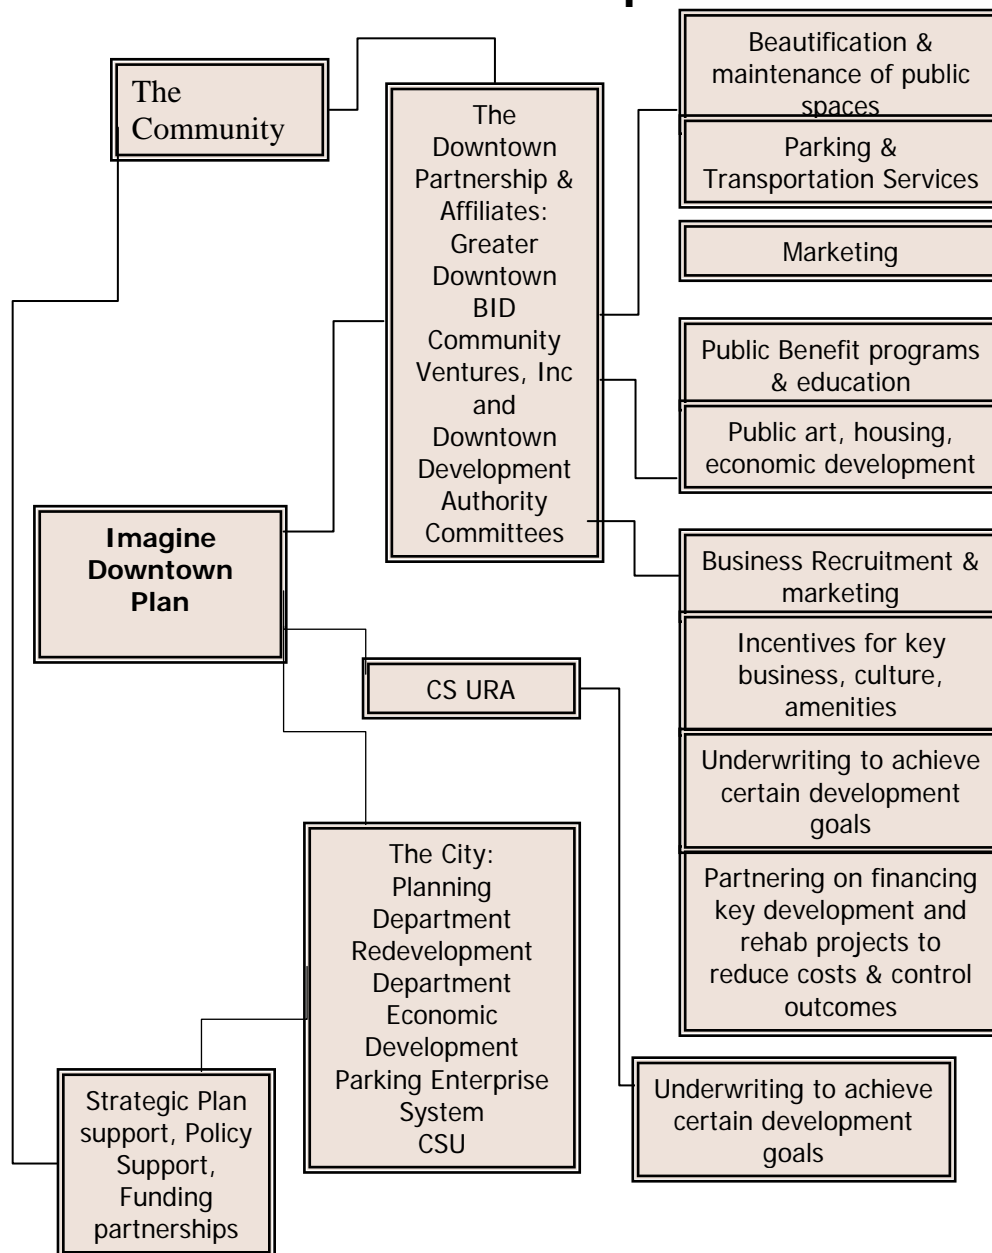 The
Community
The
Downtown
Partnership &
Affiliates:
Greater
Downtown
BID
Community
Ventures, Inc
and
Downtown
Development
Authority
Committees
Beautification &
maintenance of public
spaces
Parking &
Transportation Services
Marketing
Public Benefit programs
& education
Public art, housing,
economic development
Imagine
Downtown
Plan
Business Recruitment &
marketing
Incentives for key
business, culture,
amenities
CS URA
Underwriting to achieve
certain development
goals
Partnering on financing
key development and
rehab projects to
reduce costs & control
outcomes
The City:
Planning
Department
Redevelopment
Department
Economic
Development
Parking Enterprise
System
CSU
Strategic Plan
support, Policy
Support,
Funding
partnerships
Underwriting to achieve
certain development
goals